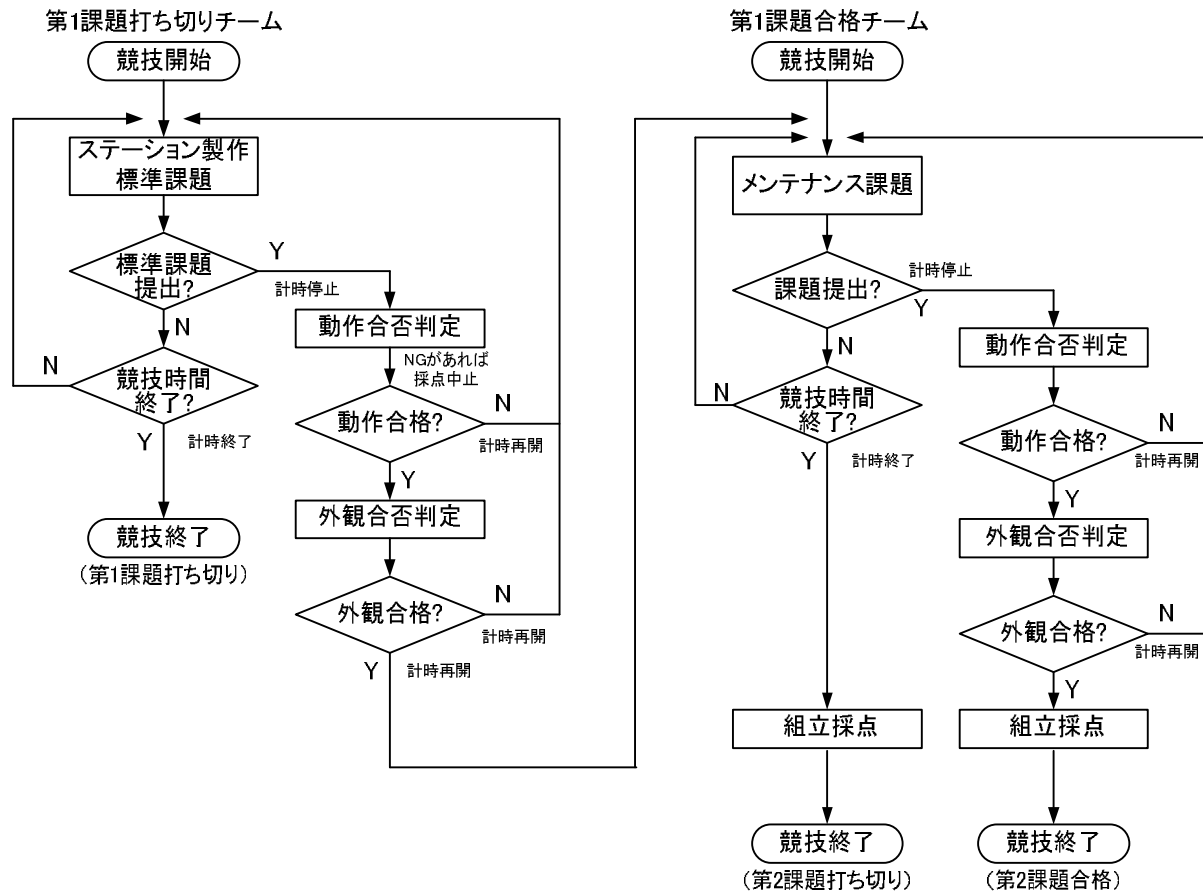 第1課題打ち切りチーム
競技開始
ステーション製作
標準課題
標準課題
提出?
Y
計時停止
N
競技時間
終了?
N
Y
計時終了
競技終了
(第1課題打ち切り)
動作合否判定
NGがあれば
採点中止
動作合格?
N
計時再開
Y
外観合否判定
外観合格?
N
計時再開
Y
計時再開
第1課題合格チーム
競技開始
メンテナンス課題
課題提出?
計時停止
Y
N
競技時間
終了?
N
Y
計時終了
組立採点
競技終了
(第2課題打ち切り)
動作合否判定
動作合格?
N
計時再開
Y
外観合否判定
外観合格?
N
計時再開
Y
組立採点
競技終了
(第2課題合格)